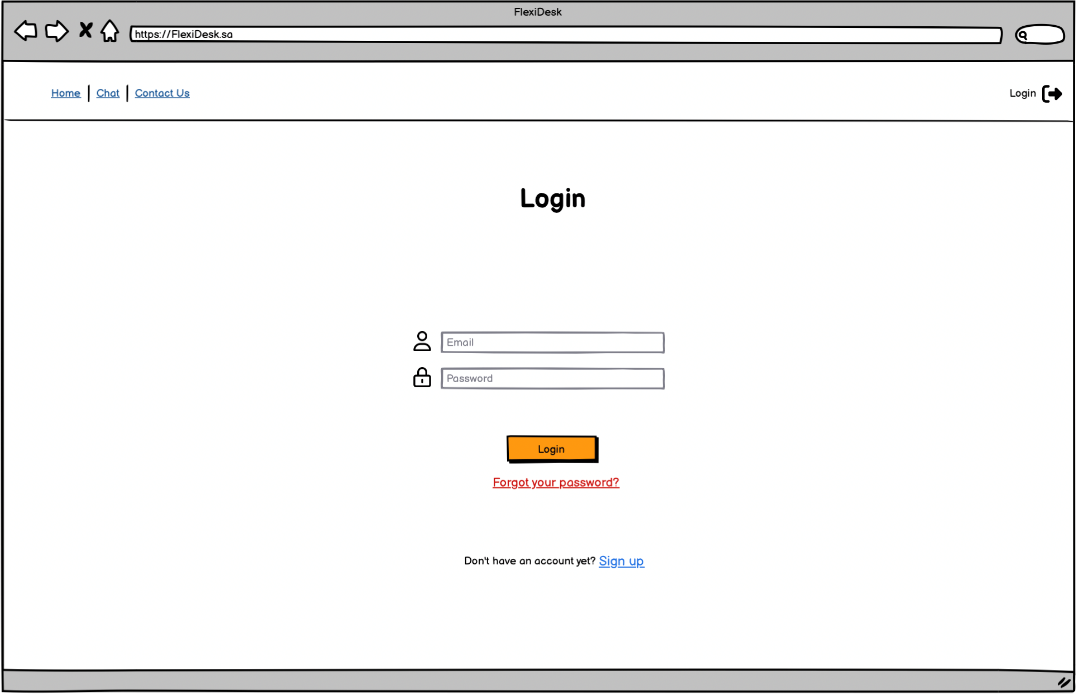 FlexiDesk
https://FlexiDesk.sa
Home | Chat | Contact Us
Login
Login
Email
Password
Login
Forgot your password?
Don't have an account yet? Sign up